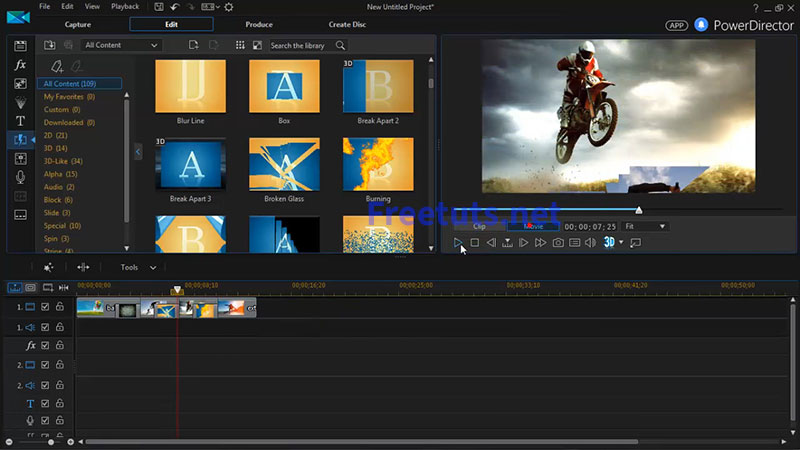 File Edit View Playback New Untitled Project*
Capture Edit Produce Create Disc APP PowerDirector
All Content Search the library
All Content (109)
My Favorites (0)
Custom (0)
Downloaded (0)
2D (21)
3D (14)
3D-Like (34)
Alpha (15)
Audio (2)
Block (6)
Slide (3)
Special (10)
Spin (3)
fx
T
Blur Line
A
Box
3D
B
Break Apart 2
3D
A
Break Apart 3
Broken Glass
B
Burning
Freetuts.net
Clip Movie 00; 00; 07; 25 Fit
3D
Tools
00;00;00;00 00;00;08;10 00;00;16;20 00;00;25;00 00;00;33;10 00;00;41;20 00;00;50;00
1.
1.
fx
2.
2.
T